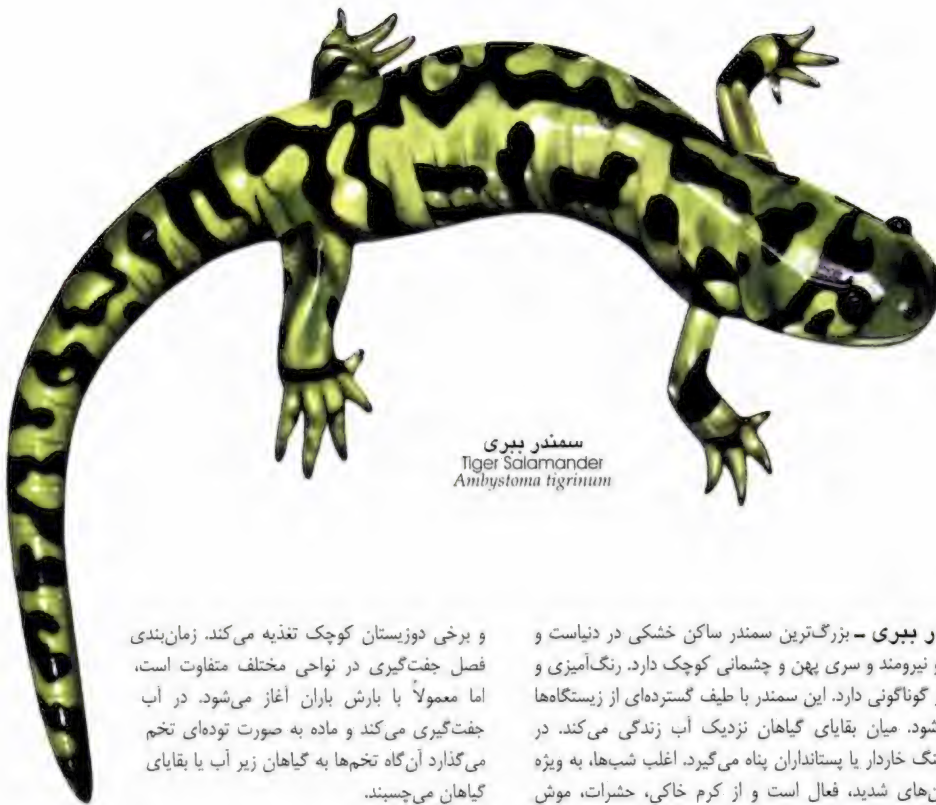 سمندر ببری
Tiger Salamander
Ambystoma tigrinum
در ببری – بزرگ‌ترین سمندر ساکن خشکی در دنیاست و
و نیرومند و سری پهن و چشمانی کوچک دارد. رنگ‌آمیزی و
گوناگونی دارد. این سمندر با طیف گسترده‌ای از زیستگاه‌ها
شود. میان بقایای گیاهان نزدیک آب زندگی می‌کند. در
نگ خاردار یا پستانداران پناه می‌گیرد. اغلب شب‌ها، به ویژه
ن‌های شدید، فعال است و از کرم خاکی، حشرات، موش
و برخی دوزیستان کوچک تغذیه می‌کند. زمان‌بندی
فصل جفت‌گیری در نواحی مختلف متفاوت است،
اما معمولاً با بارش باران آغاز می‌شود. در آب
جفت‌گیری می‌کند و ماده به صورت توده‌ای تخم
می‌گذارد آن‌گاه تخم‌ها به گیاهان زیر آب یا بقایای
گیاهان می‌چسبند.